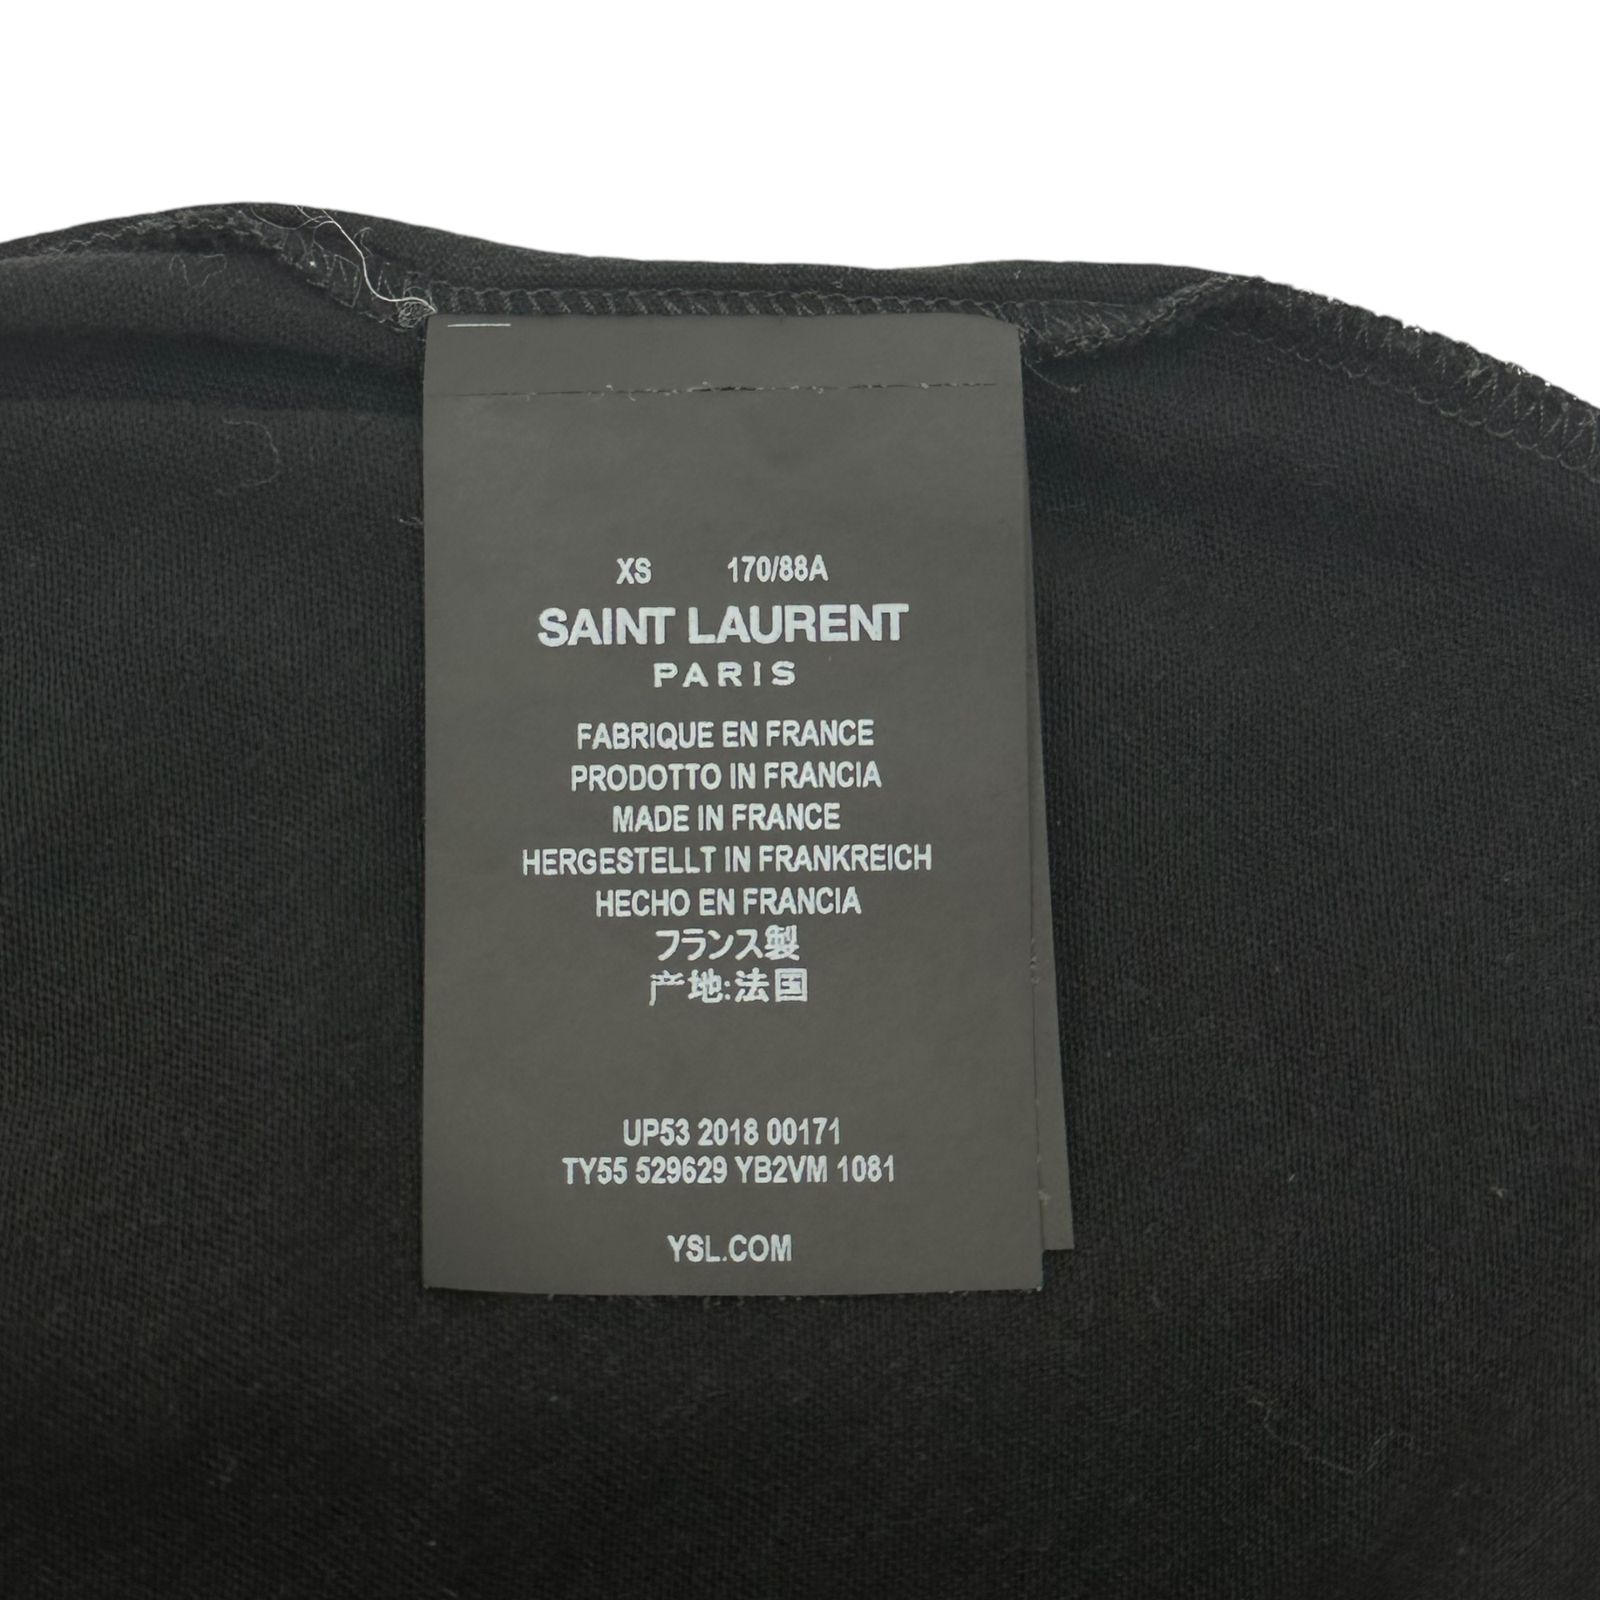 XS 170/88A
SAINT LAURENT
PARIS
FABRIQUE EN FRANCE
PRODOTTO IN FRANCIA
MADE IN FRANCE
HERGESTELLT IN FRANKREICH
HECHO EN FRANCIA
フランス製
产地:法国
UP53 2018 00171
TY55 529629 YB2VM 1081
YSL.COM